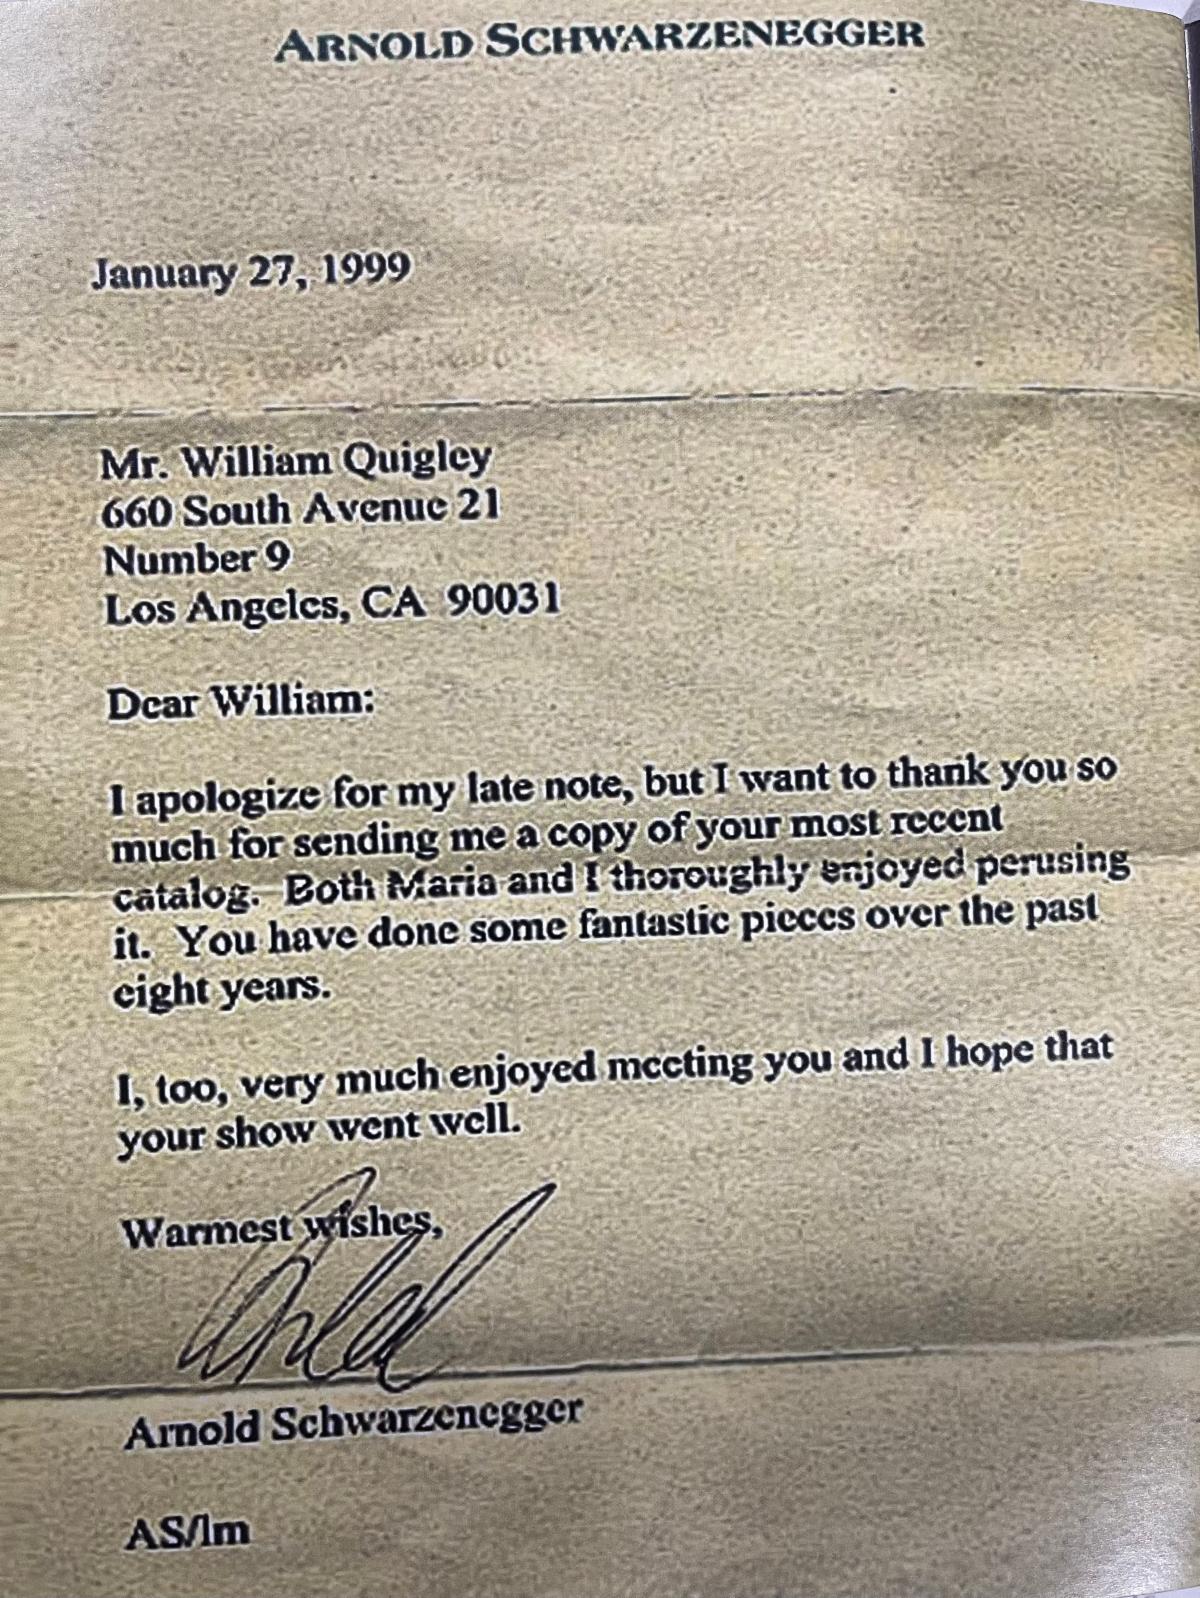 ARNOLD SCHWARZENEGGER
January 27, 1999
Mr. William Quigley
660 South Avenue 21
Number 9
Los Angeles, CA 90031
Dear William:
I apologize for my late note, but I want to thank you so
much for sending me a copy of your most recent
catalog. Both Maria and I thoroughly enjoyed perusing
it. You have done some fantastic pieces over the past
eight years.
I, too, very much enjoyed meeting you and I hope that
your show went well.
Warmest wishes,
Arnold
Arnold Schwarzenegger
AS/lm